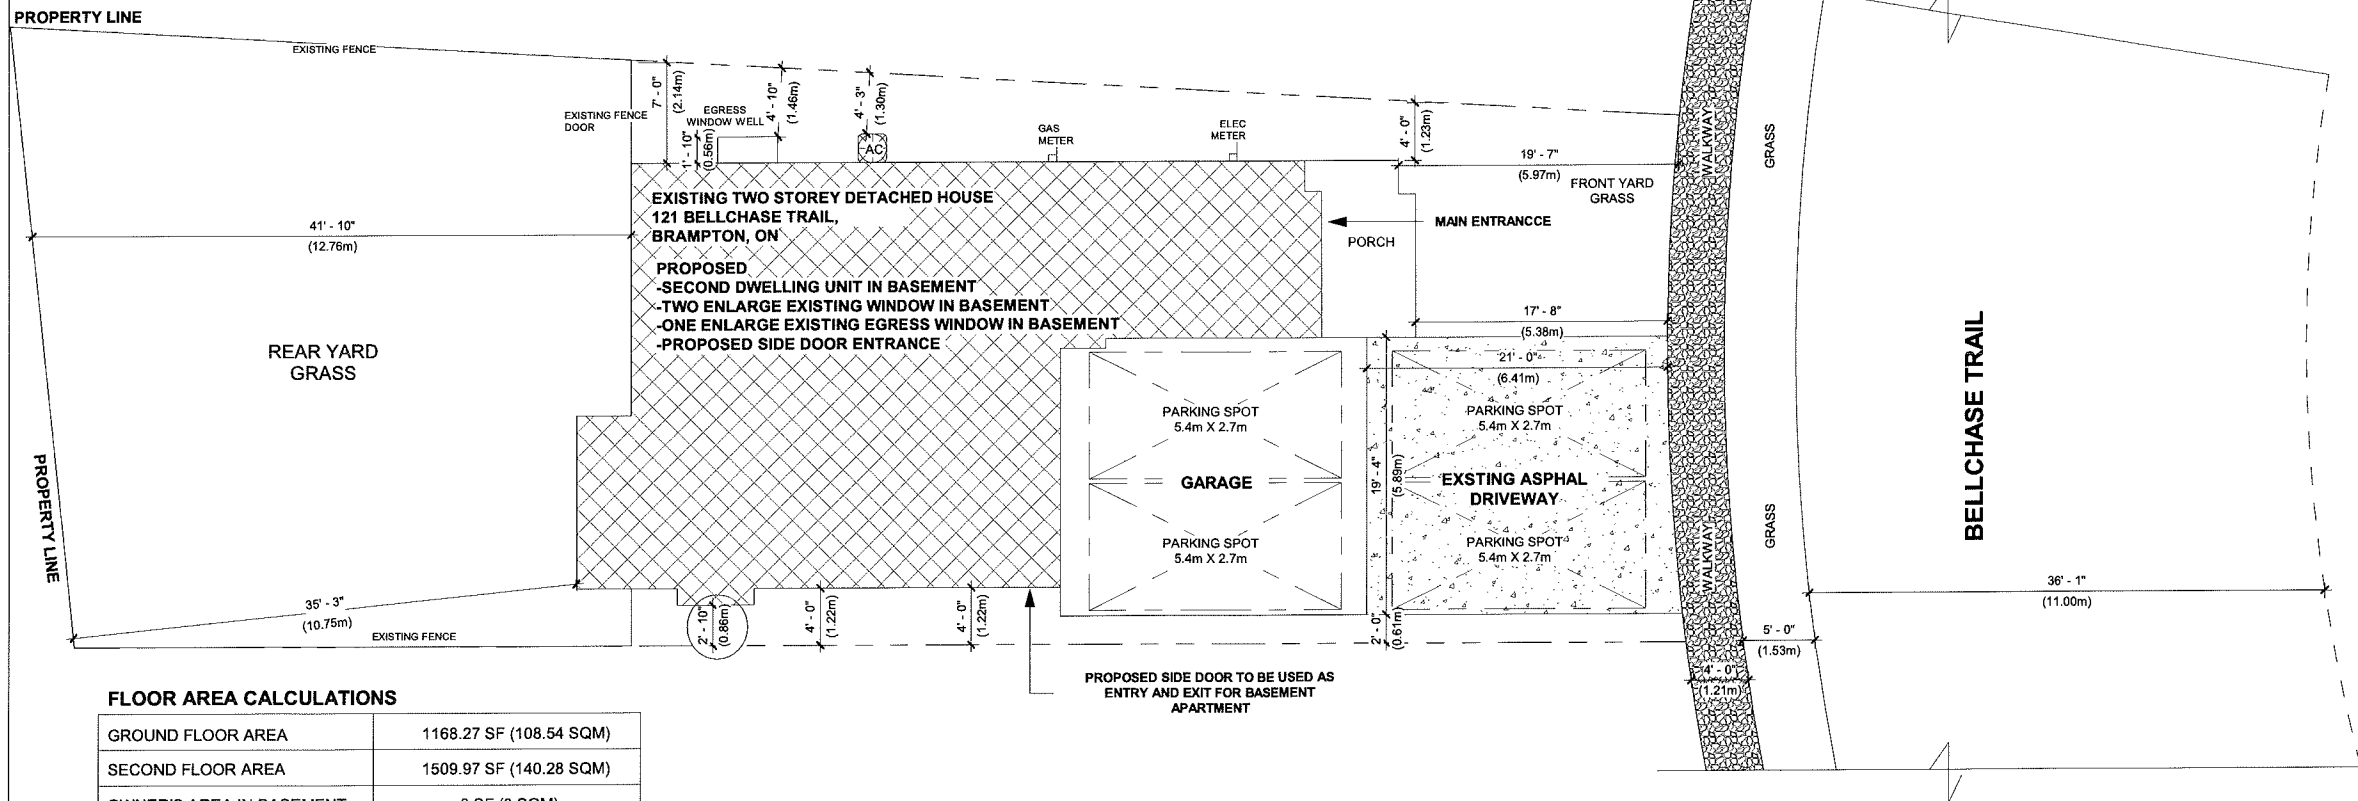 PROPERTY LINE
EXISTING FENCE
EXISTING FENCE
DOOR
7' - 0"
(2.14m)
1' - 10"
(0.56m)
EGRESS
WINDOW WELL
4' - 10"
(1.46m)
4' - 3"
(1.30m)
AC
GAS
METER
ELEC
METER
4' - 0"
(1.23m)
19' - 7"
(5.97m)
FRONT YARD
GRASS
WALKWAY
GRASS
EXISTING TWO STOREY DETACHED HOUSE
121 BELLCHASE TRAIL,
BRAMPTON, ON
PROPOSED
-SECOND DWELLING UNIT IN BASEMENT
-TWO ENLARGE EXISTING WINDOW IN BASEMENT
-ONE ENLARGE EXISTING EGRESS WINDOW IN BASEMENT
-PROPOSED SIDE DOOR ENTRANCE
41' - 10"
(12.76m)
REAR YARD
GRASS
PROPERTY LINE
MAIN ENTRANCCE
PORCH
17' - 8"
(5.38m)
21' - 0"
(6.41m)
PARKING SPOT
5.4m X 2.7m
GARAGE
PARKING SPOT
5.4m X 2.7m
19' - 4"
(5.89m)
PARKING SPOT
5.4m X 2.7m
EXSTING ASPHAL
DRIVEWAY
PARKING SPOT
5.4m X 2.7m
WALKWAY
GRASS
BELLCHASE TRAIL
36' - 1"
(11.00m)
35' - 3"
(10.75m)
EXISTING FENCE
2' - 10"
(0.86m)
4' - 0"
(1.22m)
4' - 0"
(1.22m)
2' - 0"
(0.61m)
5' - 0"
(1.53m)
4' - 0"
(1.21m)
PROPOSED SIDE DOOR TO BE USED AS
ENTRY AND EXIT FOR BASEMENT
APARTMENT
FLOOR AREA CALCULATIONS
GROUND FLOOR AREA 1168.27 SF (108.54 SQM)
SECOND FLOOR AREA 1509.97 SF (140.28 SQM)
OWNER'S AREA IN BASEMENT 0 SF (0 SQM)